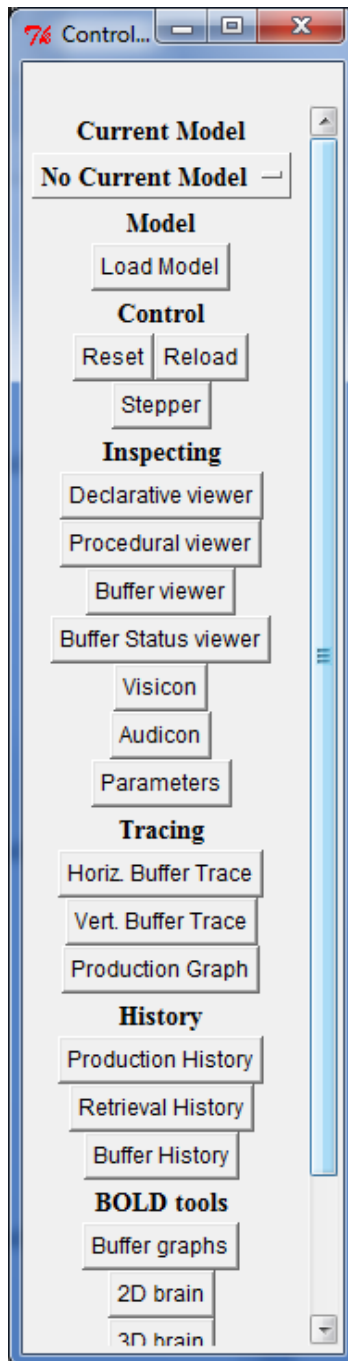 Control...
Current Model
No Current Model
Model
Load Model
Control
Reset Reload
Stepper
Inspecting
Declarative viewer
Procedural viewer
Buffer viewer
Buffer Status viewer
Visicon
Audicon
Parameters
Tracing
Horiz. Buffer Trace
Vert. Buffer Trace
Production Graph
History
Production History
Retrieval History
Buffer History
BOLD tools
Buffer graphs
2D brain
3D brain